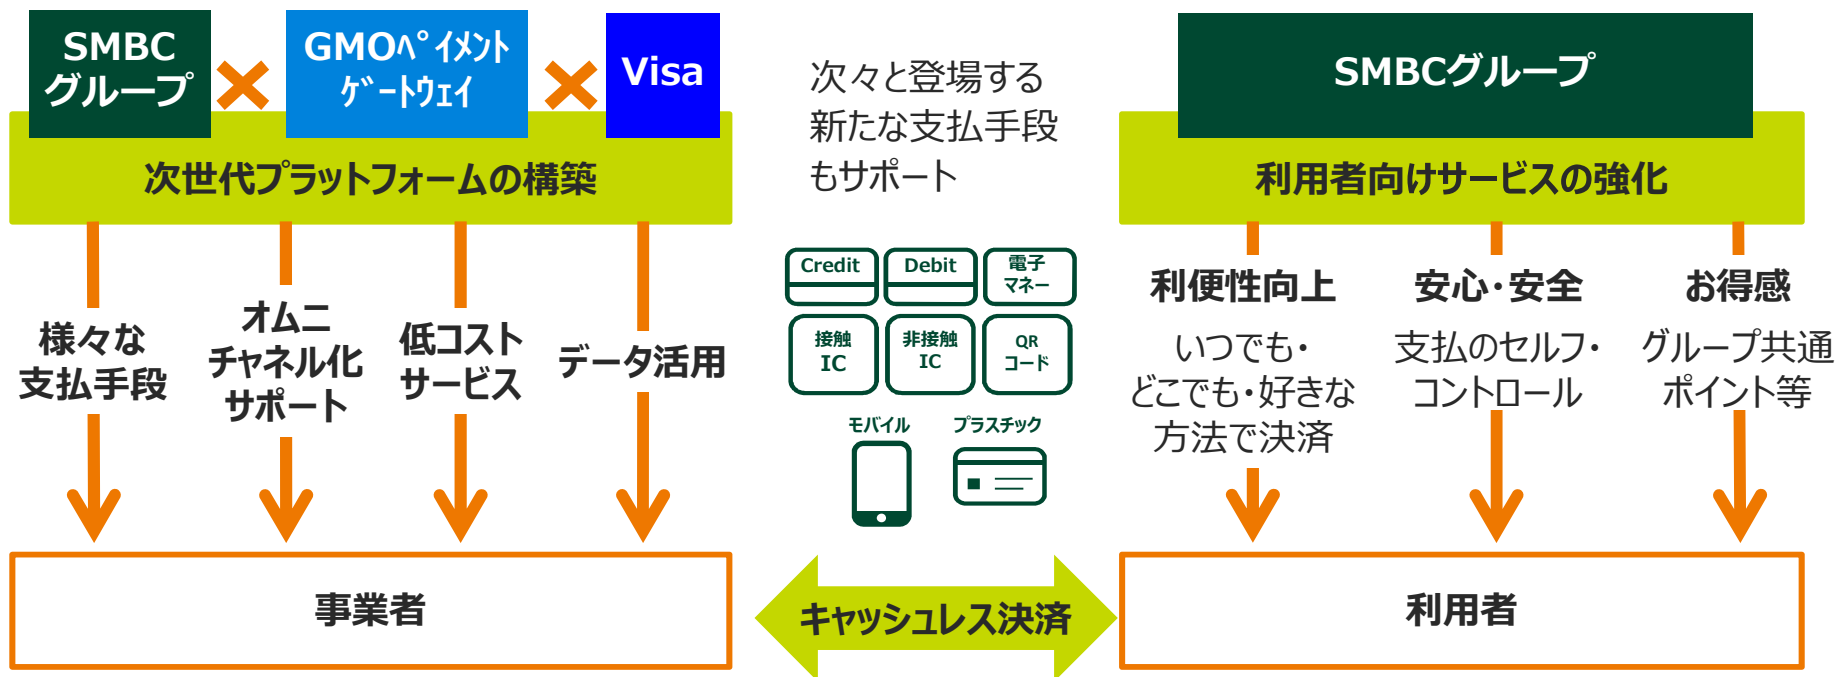 SMBC
グループ
GMOペイメント
ゲートウェイ
Visa
次世代プラットフォームの構築
様々な
支払手段
オムニ
チャネル化
サポート
低コスト
サービス
データ活用
事業者
次々と登場する
新たな支払手段
もサポート
Credit
Debit
電子
マネー
接触
IC
非接触
IC
QR
コード
モバイル
プラスチック
キャッシュレス決済
SMBCグループ
利用者向けサービスの強化
利便性向上
いつでも・
どこでも・好きな
方法で決済
安心・安全
支払のセルフ・
コントロール
お得感
グループ共通
ポイント等
利用者